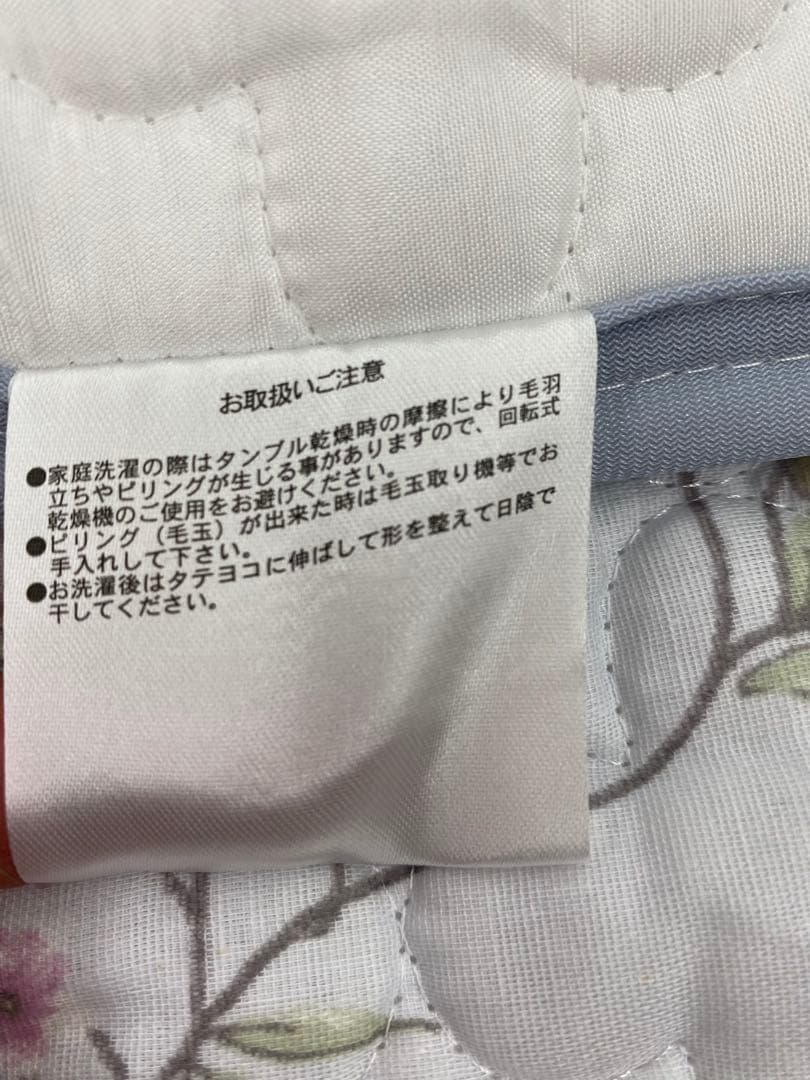 お取扱いご注意
●家庭洗濯の際はタンブル乾燥時の摩擦により毛羽
立ちやピリングが生じる事がありますので、回転式
乾燥機のご使用をお避けください。
●ピリング（毛玉）が出来た時は毛玉取り機等でお
手入れして下さい。
●お洗濯後はタテヨコに伸ばして形を整えて日陰で
干してください。